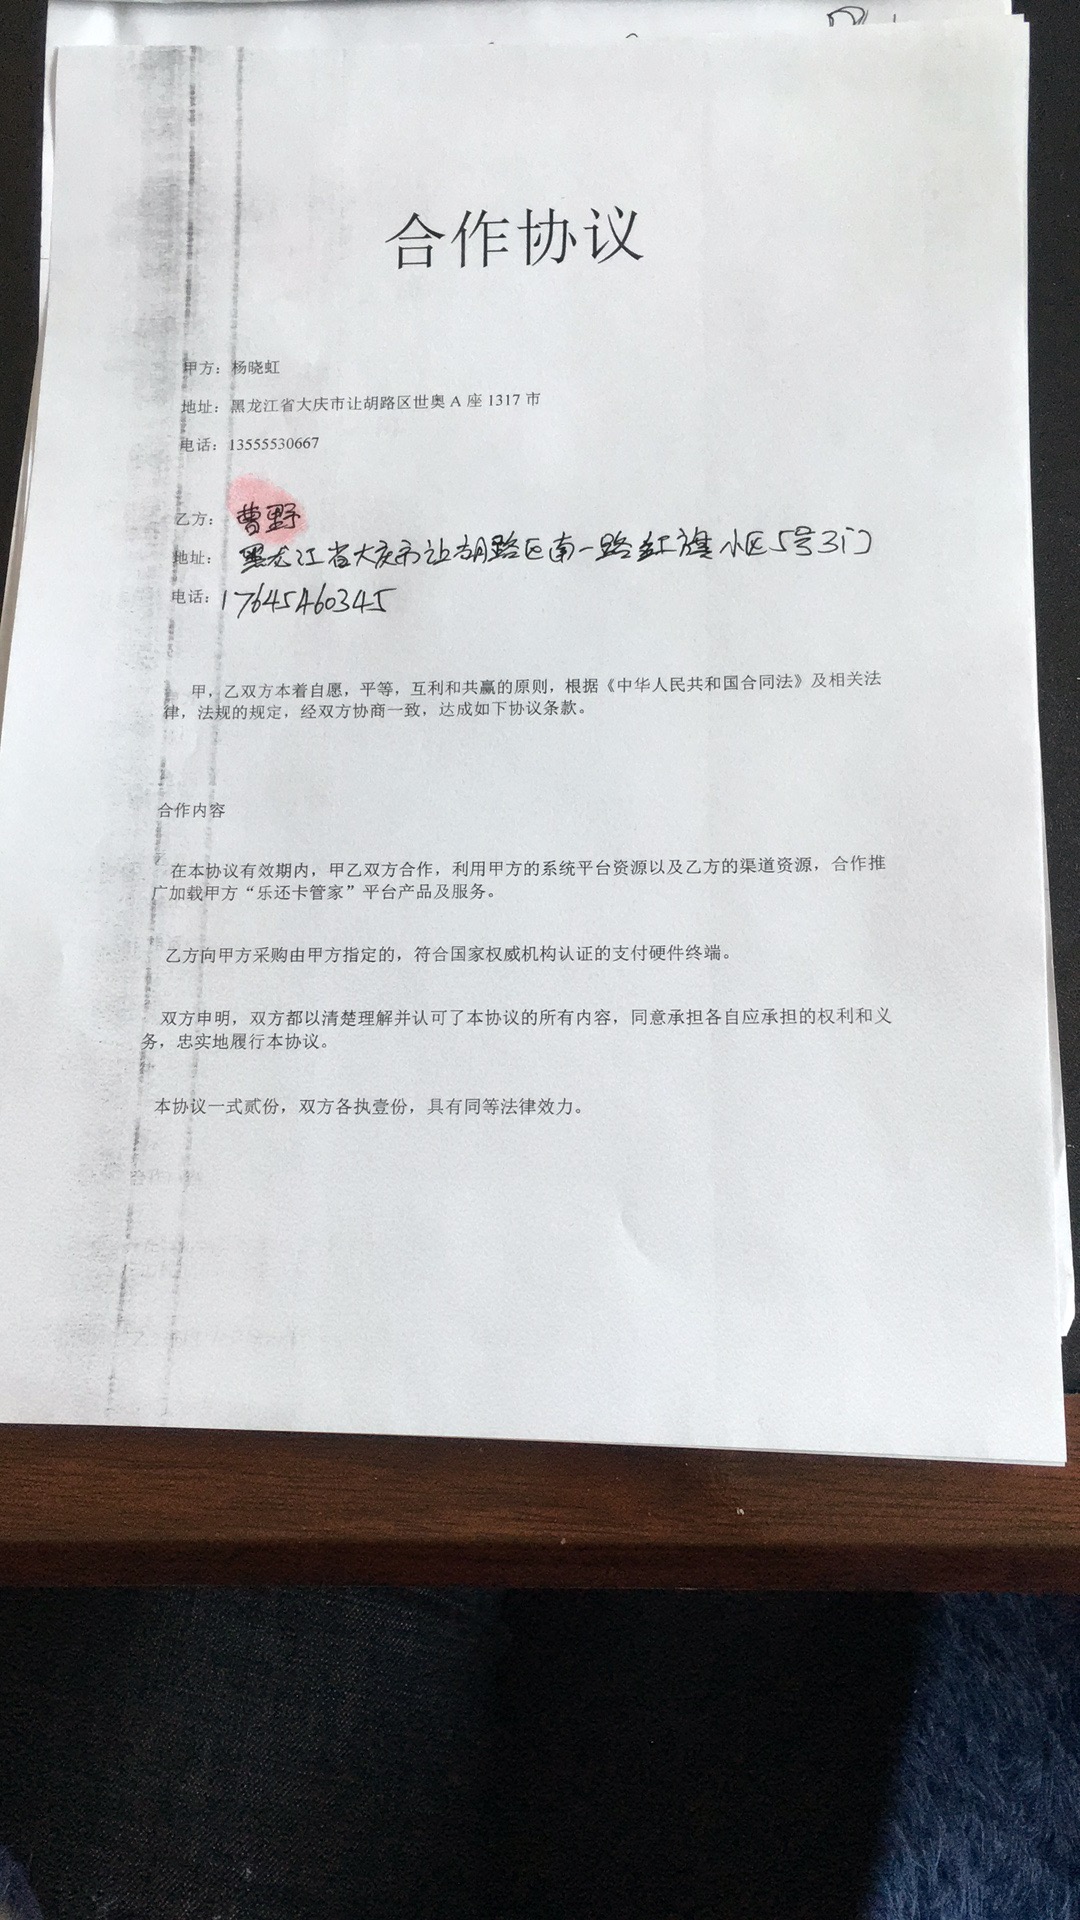 合作协议
甲方：杨晓虹
地址：黑龙江省大庆市让胡路区世奥 A 座 1317 市
电话：13555530667
乙方：曹野
地址：黑龙江省大庆市让胡路区南一路红旗小区5号3门
电话：17645460345
甲，乙双方本着自愿，平等，互利和共赢的原则，根据《中华人民共和国合同法》及相关法
律，法规的规定，经双方协商一致，达成如下协议条款。
合作内容
在本协议有效期内，甲乙双方合作，利用甲方的系统平台资源以及乙方的渠道资源，合作推
广加载甲方“乐还卡管家”平台产品及服务。
乙方向甲方采购由甲方指定的，符合国家权威机构认证的支付硬件终端。
双方申明，双方都以清楚理解并认可了本协议的所有内容，同意承担各自应承担的权利和义
务，忠实地履行本协议。
本协议一式贰份，双方各执壹份，具有同等法律效力。